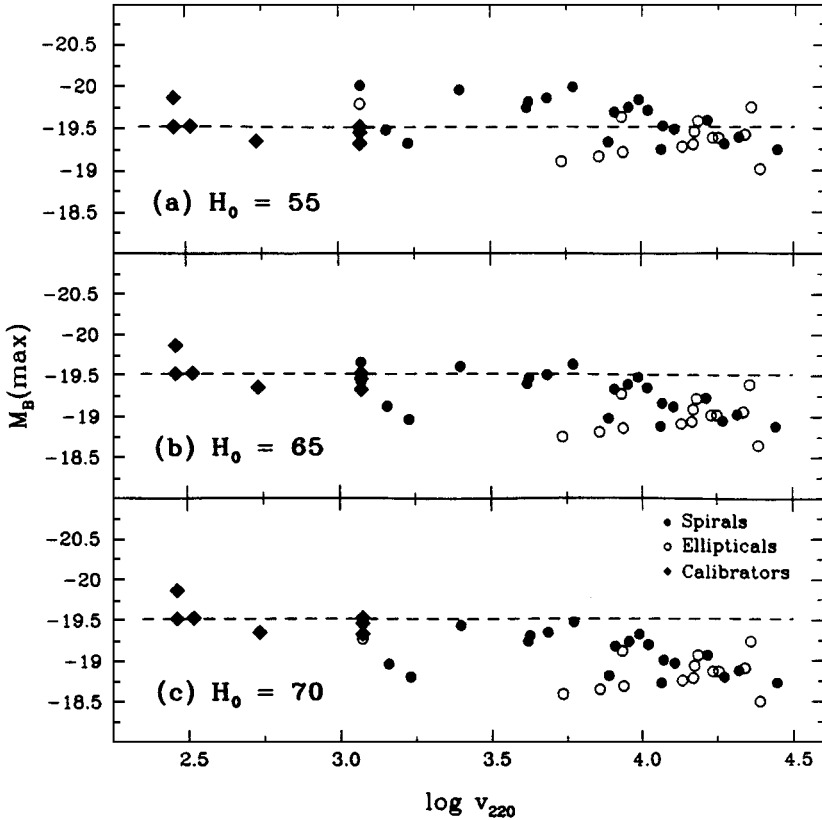 -20.5
-20
-19.5
-19
-18.5
(a) H₀ = 55
-20.5
-20
-19.5
-19
-18.5
(b) H₀ = 65
M_B(max)
-20.5
-20
-19.5
-19
-18.5
Spirals
Ellipticals
Calibrators
(c) H₀ = 70
2.5 3.0 3.5 4.0 4.5
log v₂₂₀